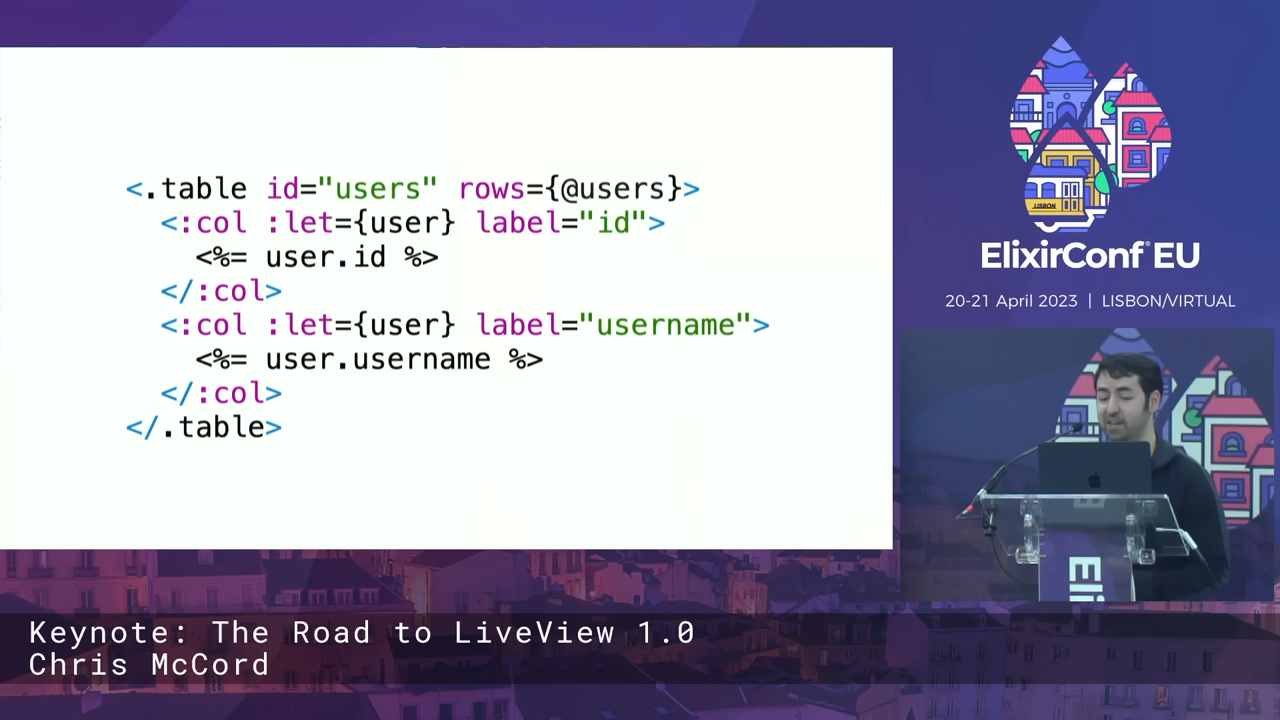 <.table id="users" rows={@users}>
<:col :let={user} label="id">
<%= user.id %>
</:col>
<:col :let={user} label="username">
<%= user.username %>
</:col>
</.table>
LISBON
ElixirConf® EU
20-21 April 2023 | LISBON/VIRTUAL
Eli
Keynote: The Road to LiveView 1.0
Chris McCord